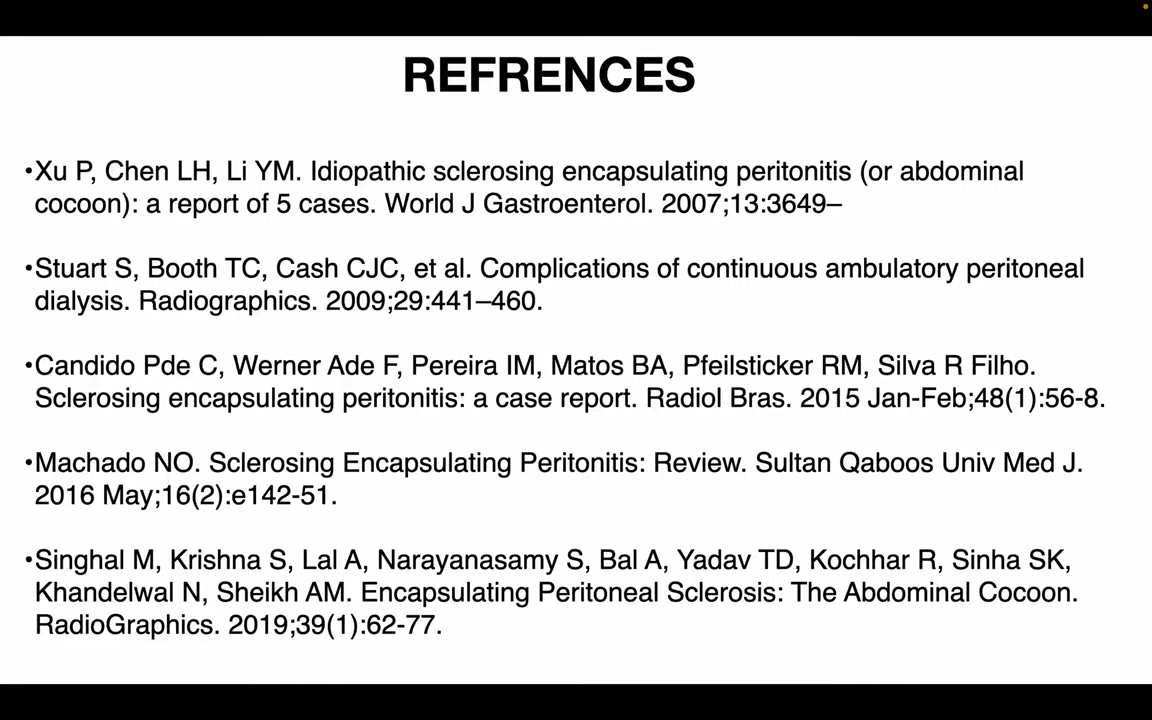 REFRENCES
•Xu P, Chen LH, Li YM. Idiopathic sclerosing encapsulating peritonitis (or abdominal
cocoon): a report of 5 cases. World J Gastroenterol. 2007;13:3649–
•Stuart S, Booth TC, Cash CJC, et al. Complications of continuous ambulatory peritoneal
dialysis. Radiographics. 2009;29:441–460.
•Candido Pde C, Werner Ade F, Pereira IM, Matos BA, Pfeilsticker RM, Silva R Filho.
Sclerosing encapsulating peritonitis: a case report. Radiol Bras. 2015 Jan-Feb;48(1):56-8.
•Machado NO. Sclerosing Encapsulating Peritonitis: Review. Sultan Qaboos Univ Med J.
2016 May;16(2):e142-51.
•Singhal M, Krishna S, Lal A, Narayanasamy S, Bal A, Yadav TD, Kochhar R, Sinha SK,
Khandelwal N, Sheikh AM. Encapsulating Peritoneal Sclerosis: The Abdominal Cocoon.
RadioGraphics. 2019;39(1):62-77.